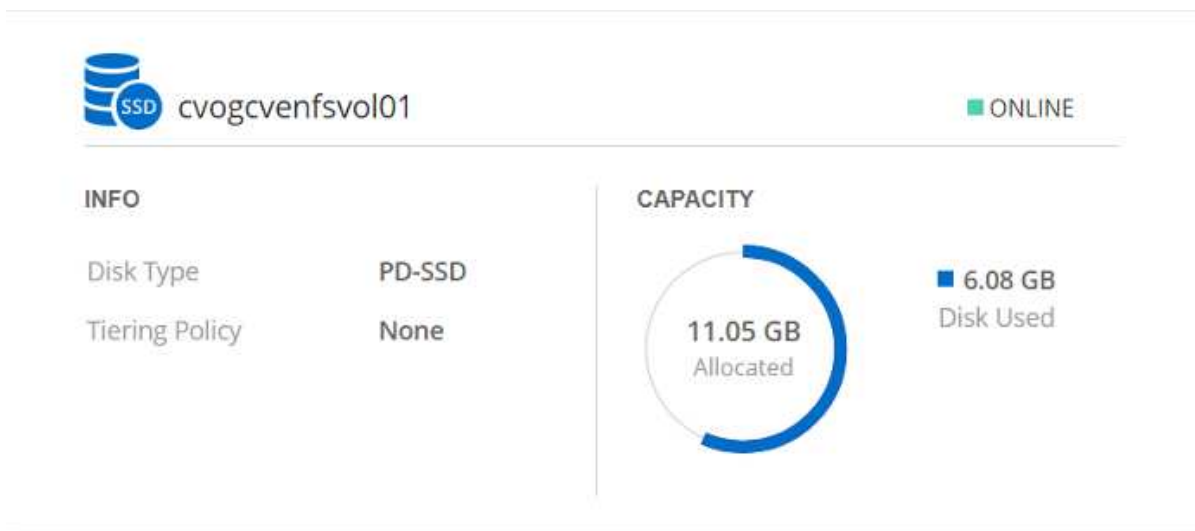 SSD
cvogcvenfsvol01
ONLINE
INFO
Disk Type PD-SSD
Tiering Policy None
CAPACITY
11.05 GB
Allocated
6.08 GB
Disk Used